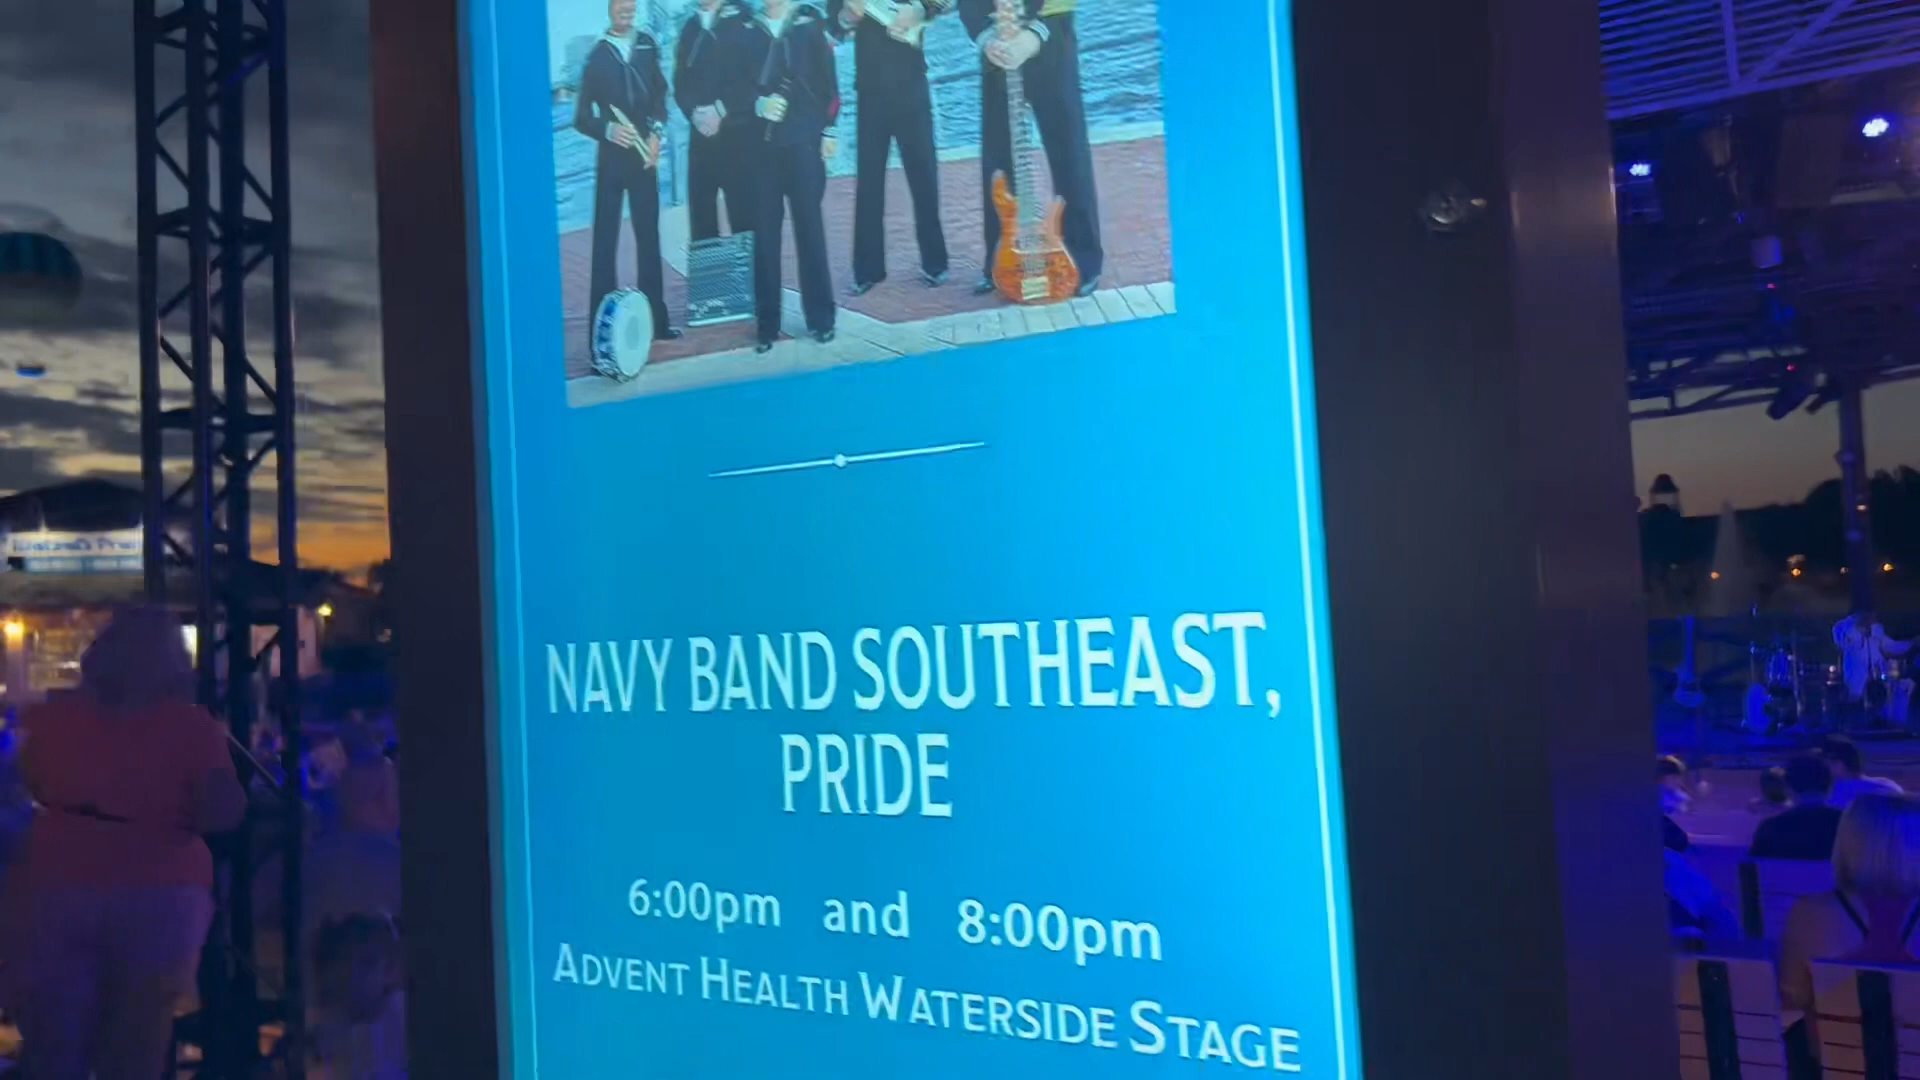 NAVY BAND SOUTHEAST,
PRIDE
6:00pm and 8:00pm
ADVENT HEALTH WATERSIDE STAGE